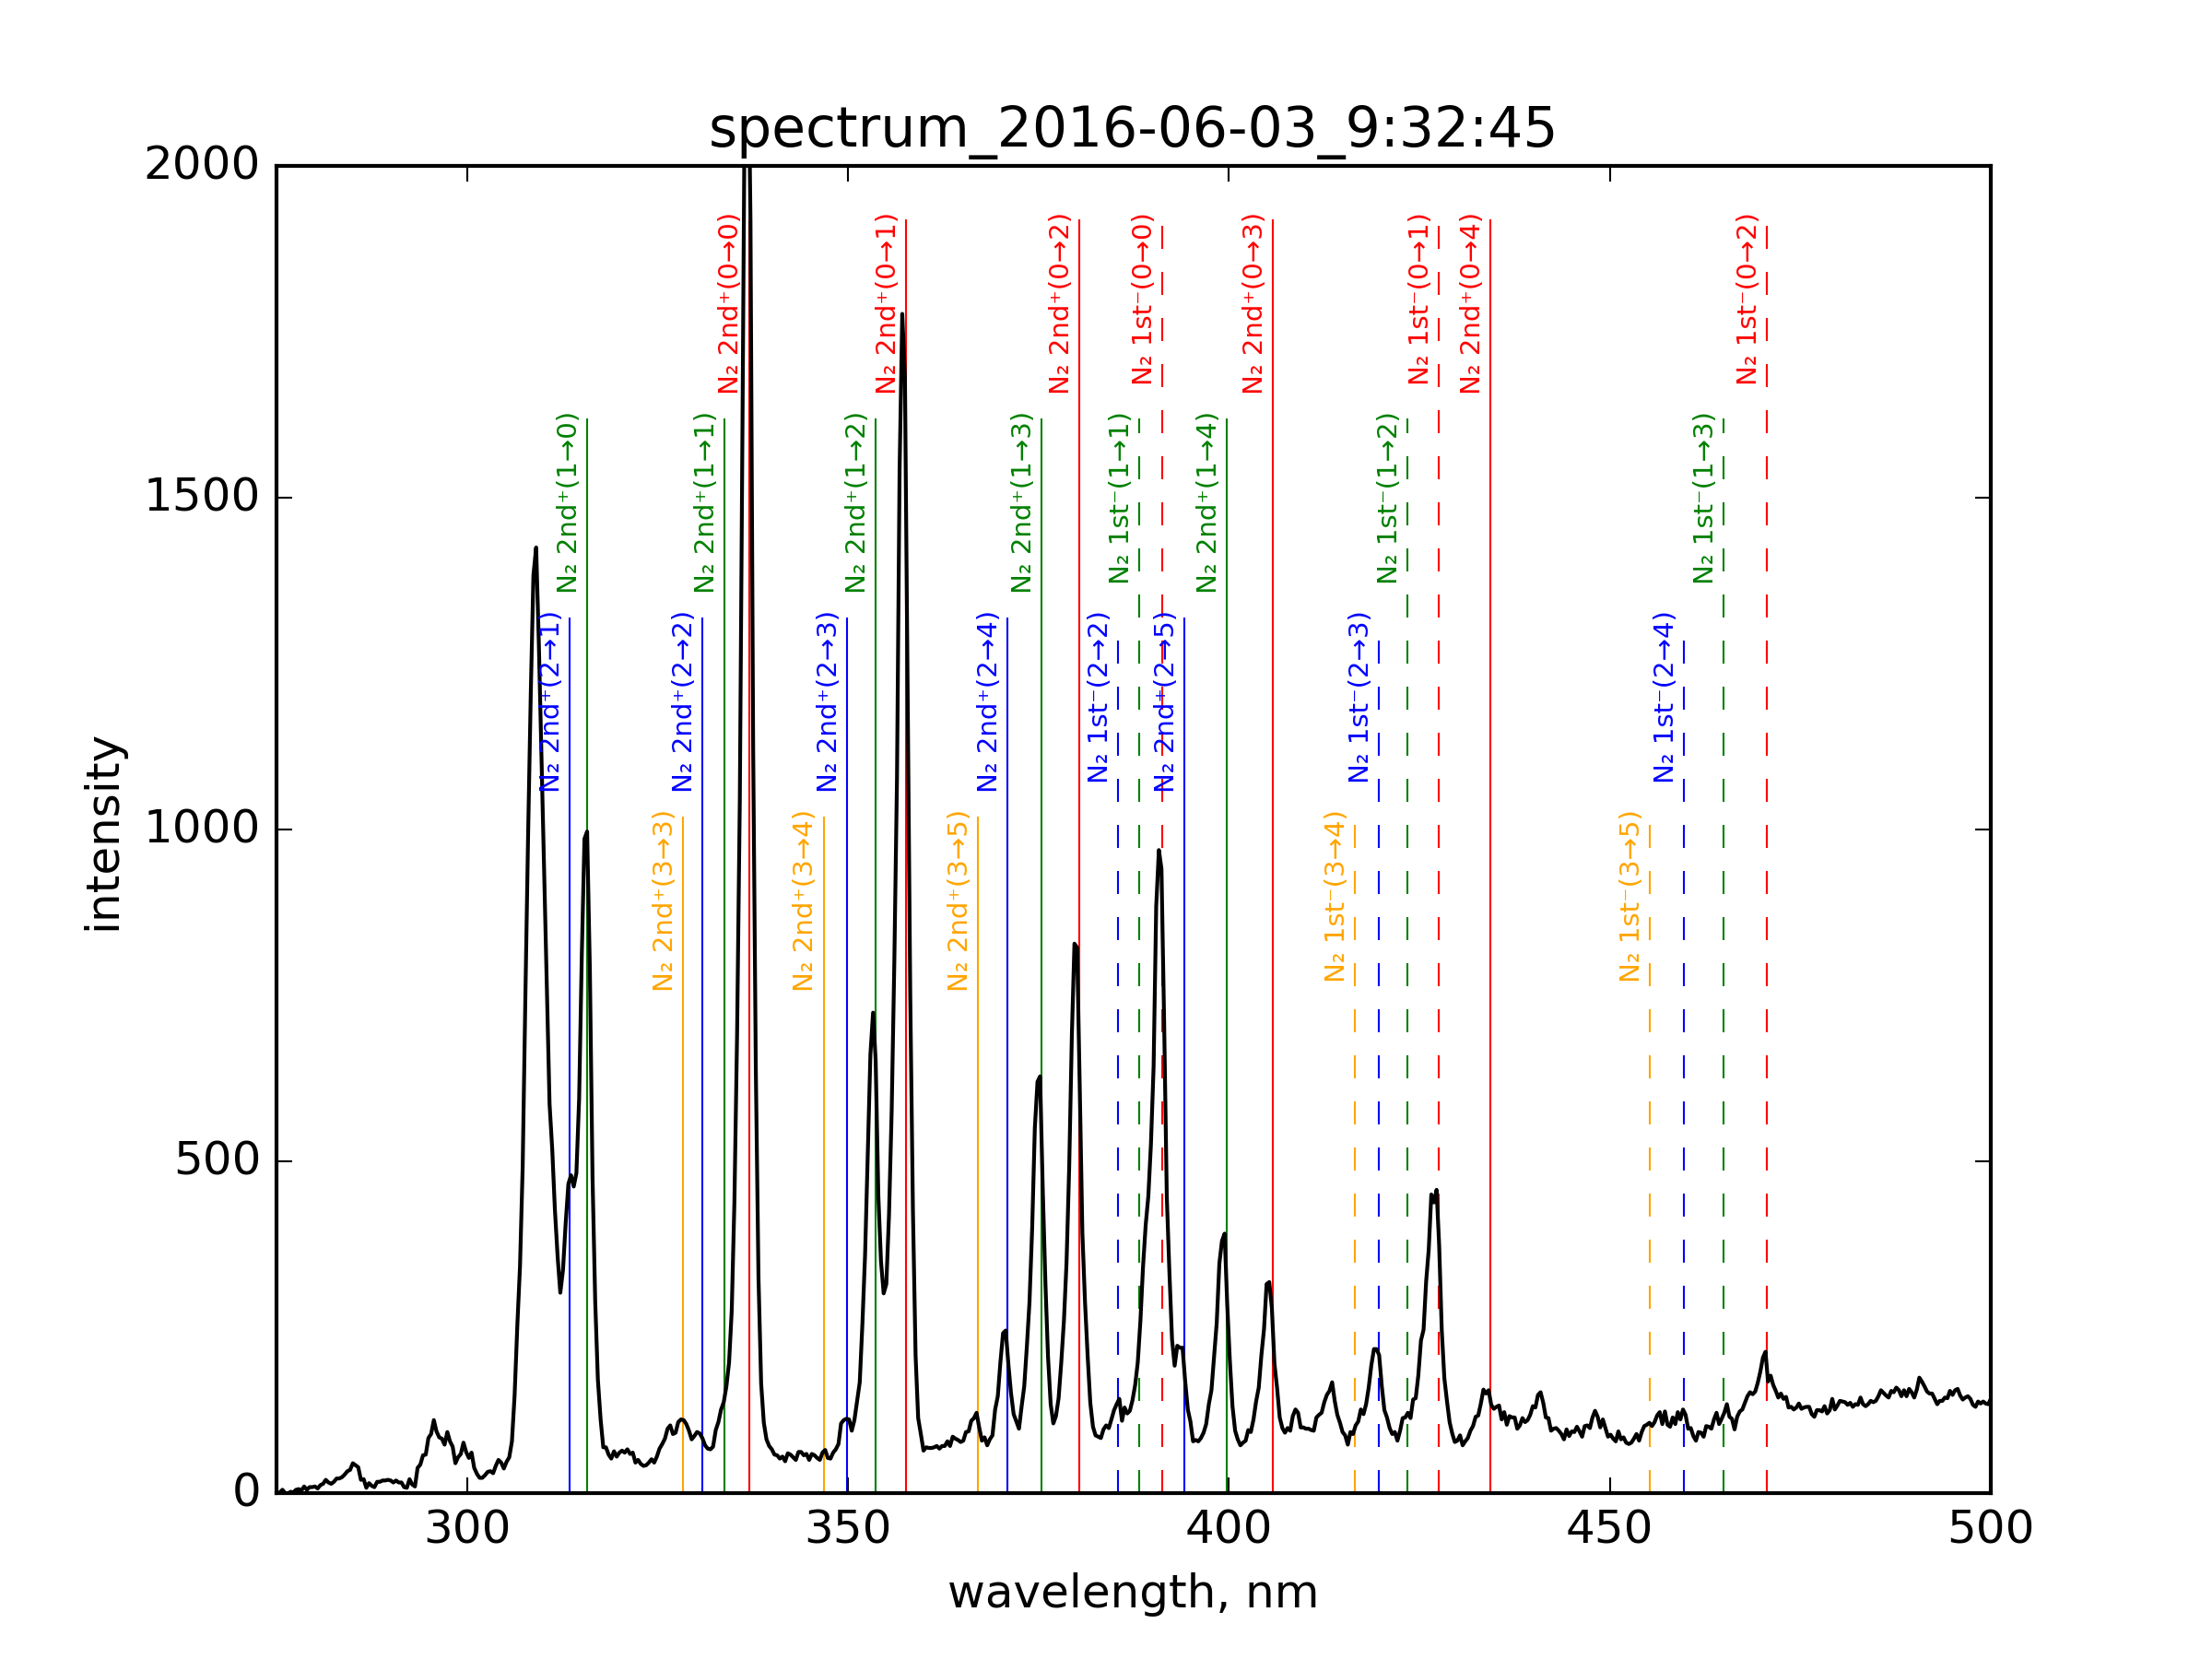 spectrum_2016-06-03_9:32:45
2000
1500
1000
500
0
intensity
N₂ 2nd⁺(0→0)
N₂ 2nd⁺(0→1)
N₂ 2nd⁺(0→2)
N₂ 1st⁻(0→0)
N₂ 2nd⁺(0→3)
N₂ 1st⁻(0→1)
N₂ 2nd⁺(0→4)
N₂ 1st⁻(0→2)
N₂ 2nd⁺(1→0)
N₂ 2nd⁺(1→1)
N₂ 2nd⁺(1→2)
N₂ 2nd⁺(1→3)
N₂ 1st⁻(1→1)
N₂ 2nd⁺(1→4)
N₂ 1st⁻(1→2)
N₂ 1st⁻(1→3)
N₂ 2nd⁺(2→1)
N₂ 2nd⁺(2→2)
N₂ 2nd⁺(2→3)
N₂ 2nd⁺(2→4)
N₂ 1st⁻(2→2)
N₂ 2nd⁺(2→5)
N₂ 1st⁻(2→3)
N₂ 1st⁻(2→4)
N₂ 2nd⁺(3→3)
N₂ 2nd⁺(3→4)
N₂ 2nd⁺(3→5)
N₂ 1st⁻(3→4)
N₂ 1st⁻(3→5)
300
350
400
450
500
wavelength, nm